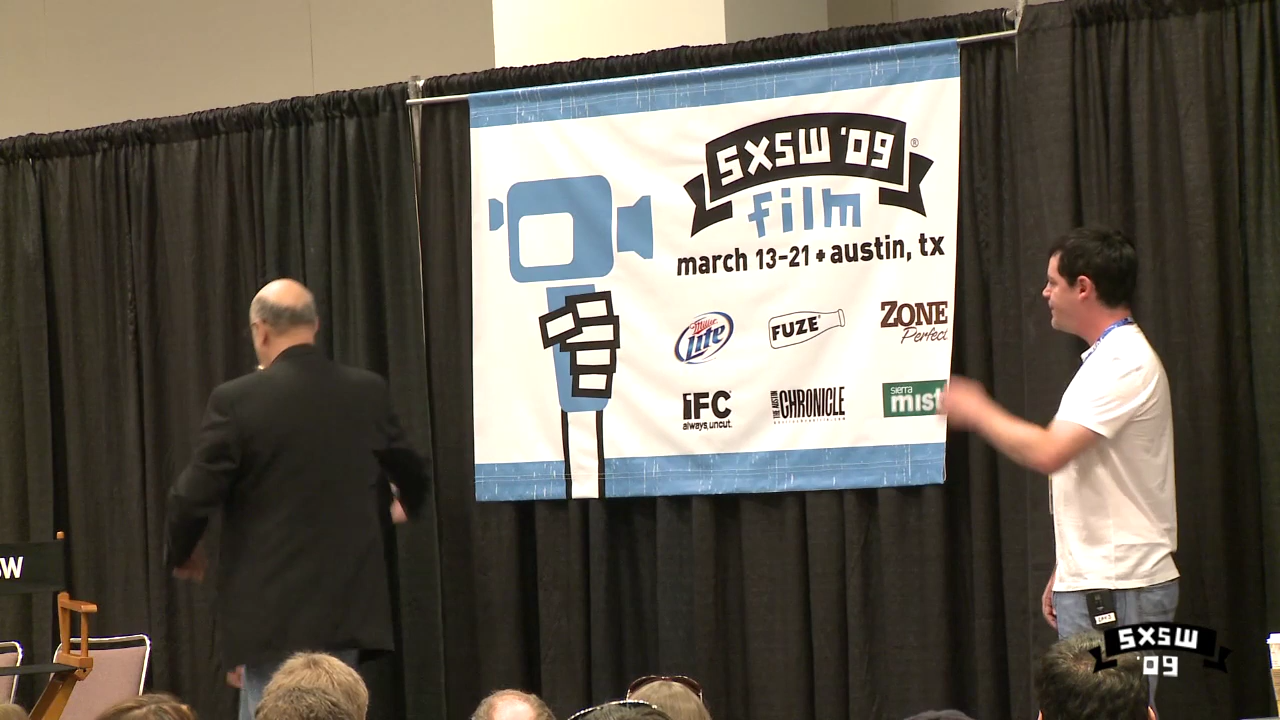 SXSW '09 ®
film
march 13-21 + austin, tx
Miller Lite
FUZE
ZONE
Perfect
iFC
always, uncut.
THE AUSTIN CHRONICLE
sierra
mist
W
SXSW
'09